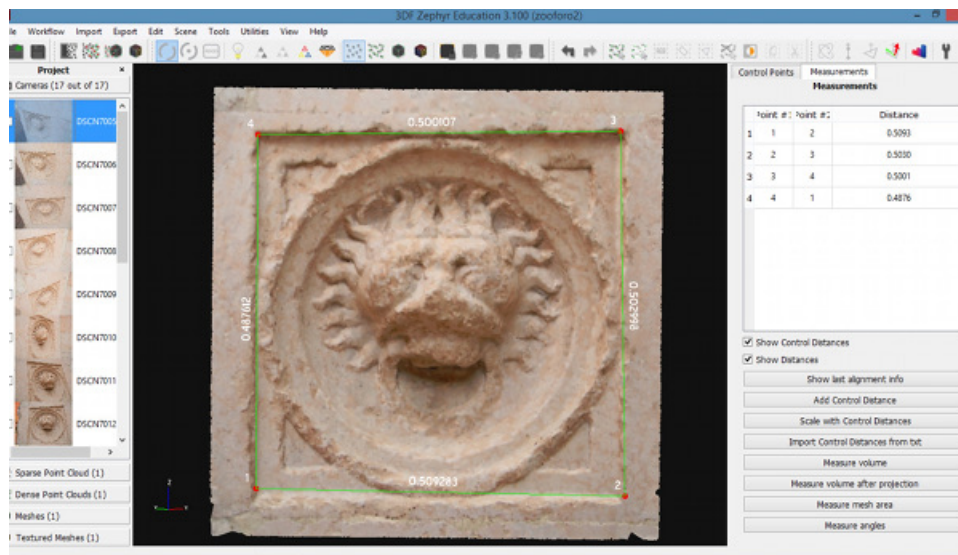 3DF Zephyr Education 3.100 (zooforo2)
Workflow Import Export Edit Scene Tools Utilities View Help
Project
Cameras (17 out of 17)
DSCN7005
DSCN7006
DSCN7007
DSCN7008
DSCN7009
DSCN7010
DSCN7011
DSCN7012
Sparse Point Cloud (1)
Dense Point Clouds (1)
Meshes (1)
Textured Meshes (1)
4 0.500107 3
0.487612
0.502998
1 0.509283 2
z
Control Points Measurements
Measurements
Distance
1 1 2 0.5093
2 2 3 0.5030
3 3 4 0.5001
4 4 1 0.4876
Show Control Distances
Show Distances
Show last alignment info
Add Control Distance
Scale with Control Distances
Import Control Distances from txt
Measure volume
Measure volume after projection
Measure mesh area
Measure angles